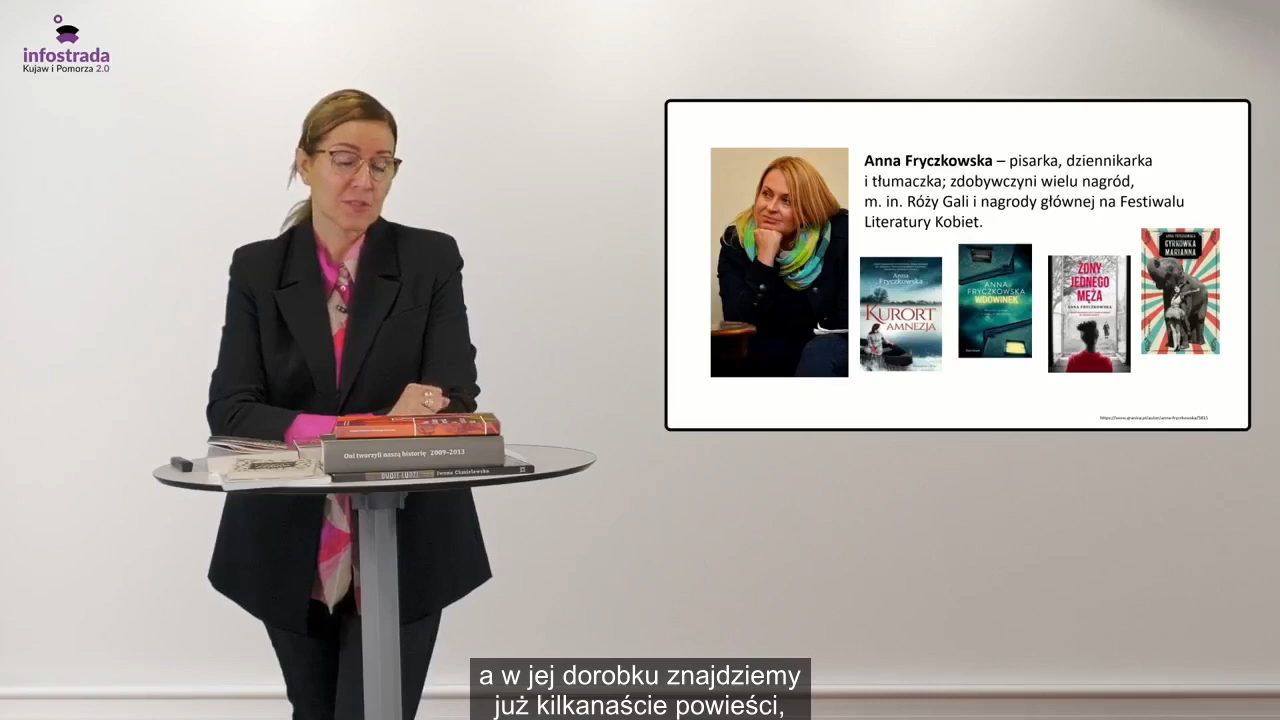 infostrada
Kujaw i Pomorza 2.0
Anna Fryczkowska – pisarka, dziennikarka
i tłumaczka; zdobywczyni wielu nagród,
m. in. Róży Gali i nagrody głównej na Festiwalu
Literatury Kobiet.
Anna
Fryczkowska
KURORT
AMNEZJA
ANNA
FRYCZKOWSKA
WDOWINEK
ŻONY
JEDNEGO
MĘŻA
ANNA FRYCZKOWSKA
ANNA FRYCZKOWSKA
CYRKÓWKA
MARIANNA
Oni tworzyli naszą historię 2009-2013
Iwona Chmielewska
a w jej dorobku znajdziemy
już kilkanaście powieści,